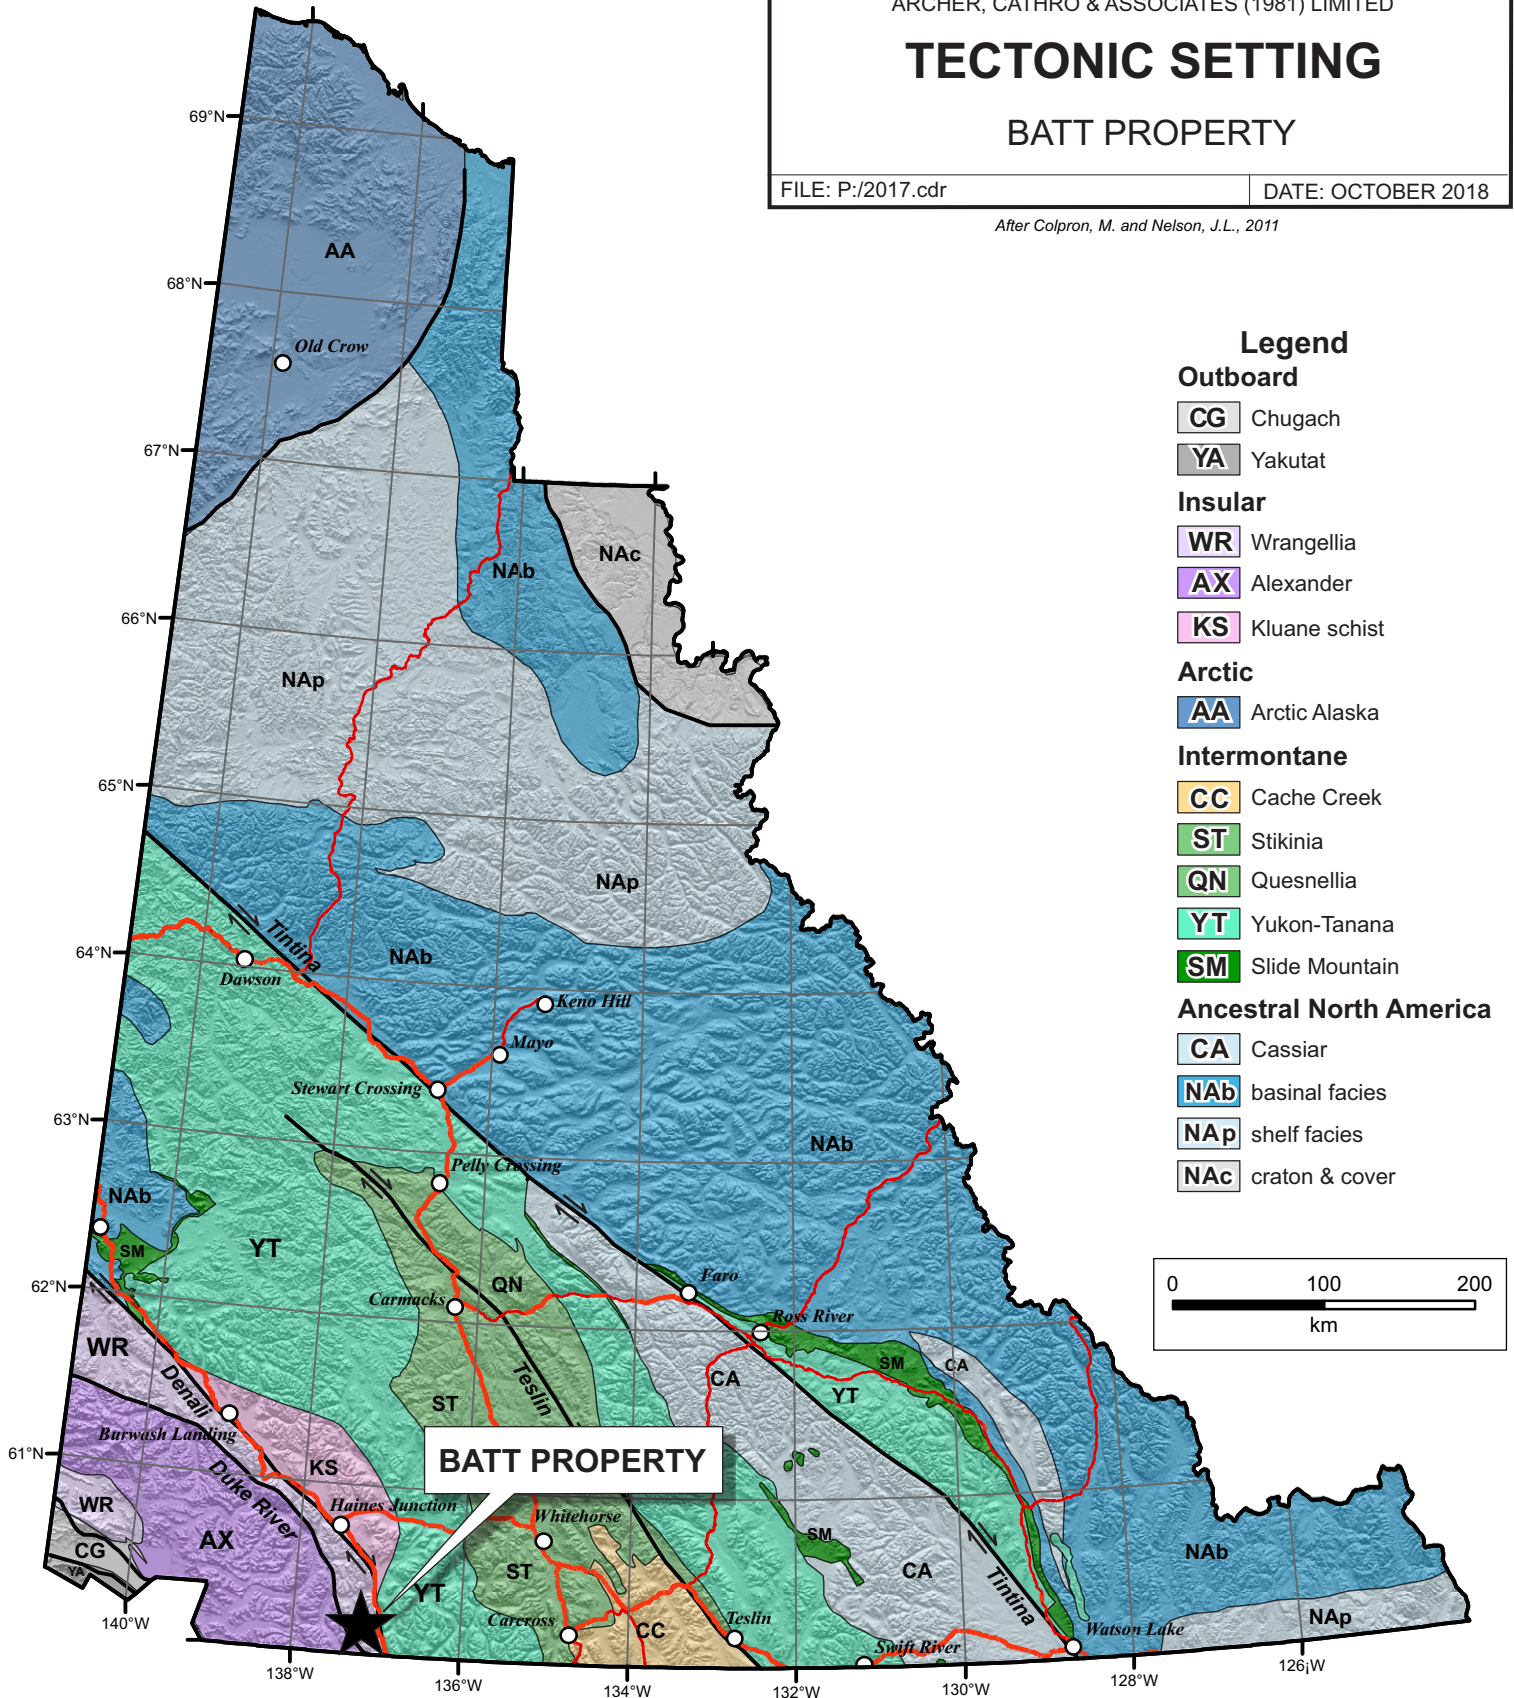 ARCHER, CATHRO & ASSOCIATES (1981) LIMITED
TECTONIC SETTING
BATT PROPERTY
FILE: P:/2017.cdr
DATE: OCTOBER 2018
After Colpron, M. and Nelson, J.L., 2011
Legend
Outboard
CG Chugach
YA Yakutat
Insular
WR Wrangellia
AX Alexander
KS Kluane schist
Arctic
AA Arctic Alaska
Intermontane
CC Cache Creek
ST Stikinia
QN Quesnellia
YT Yukon-Tanana
SM Slide Mountain
Ancestral North America
CA Cassiar
NAb basinal facies
NAp shelf facies
NAc craton & cover
0 100 200
km
69°N
AA
68°N
Old Crow
67°N
NAc
NAb
66°N
NAp
65°N
NAp
Tintina
64°N
NAb
Dawson
Keno Hill
Mayo
Stewart Crossing
63°N
NAb
Pelly Crossing
NAb
YT
SM
62°N
QN
Faro
Carmacks
Ross River
WR
Denali
Teslin
SM
CA
CA
YT
ST
Burwash Landing
61°N
BATT PROPERTY
KS
Duke River
WR
Haines Junction
Whitehorse
SM
AX
CG
YA
ST
CA
NAb
YT
Tintina
140°W
Carcross
CC
Teslin
Swift River
Watson Lake
NAp
138°W
136°W
134°W
132°W
130°W
128°W
126¡W